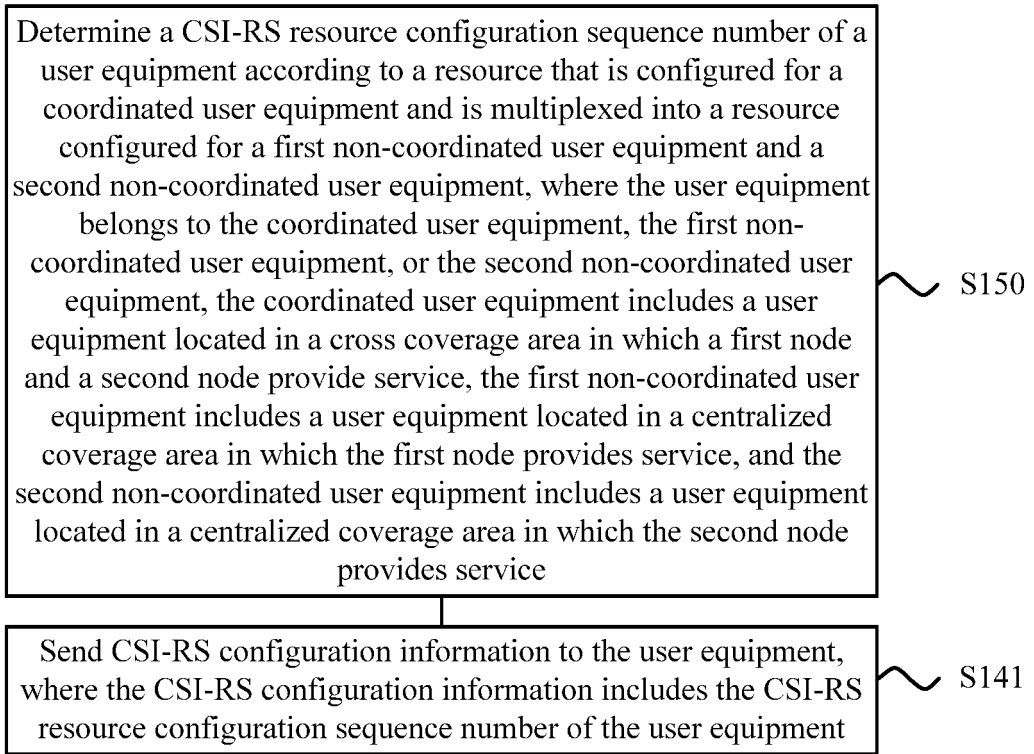 Determine a CSI-RS resource configuration sequence number of a
user equipment according to a resource that is configured for a
coordinated user equipment and is multiplexed into a resource
configured for a first non-coordinated user equipment and a
second non-coordinated user equipment, where the user equipment
belongs to the coordinated user equipment, the first non-
coordinated user equipment, or the second non-coordinated user
equipment, the coordinated user equipment includes a user
equipment located in a cross coverage area in which a first node
and a second node provide service, the first non-coordinated user
equipment includes a user equipment located in a centralized
coverage area in which the first node provides service, and the
second non-coordinated user equipment includes a user equipment
located in a centralized coverage area in which the second node
provides service
S150
Send CSI-RS configuration information to the user equipment,
where the CSI-RS configuration information includes the CSI-RS
resource configuration sequence number of the user equipment
S141